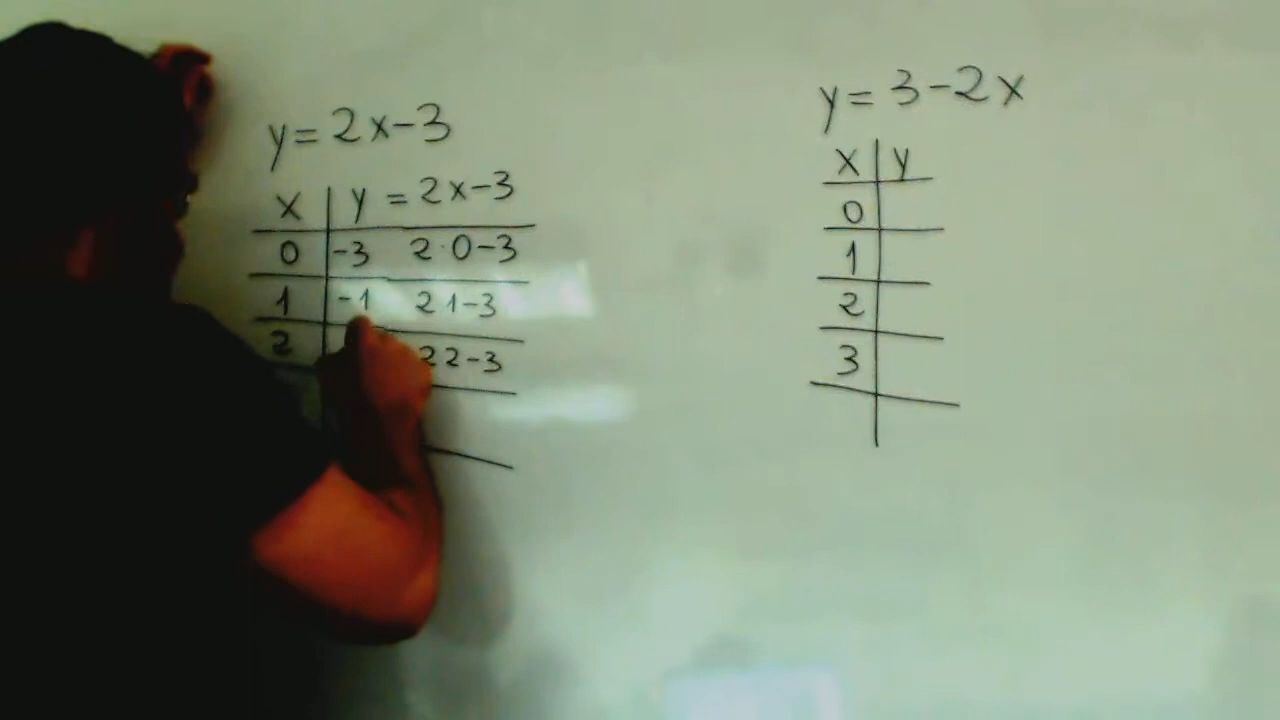 y=2x-3
x y =2x-3
0 -3 2·0-3
1 -1 2 1-3
2 2 2-3
y=3-2x
x y
0
1
2
3